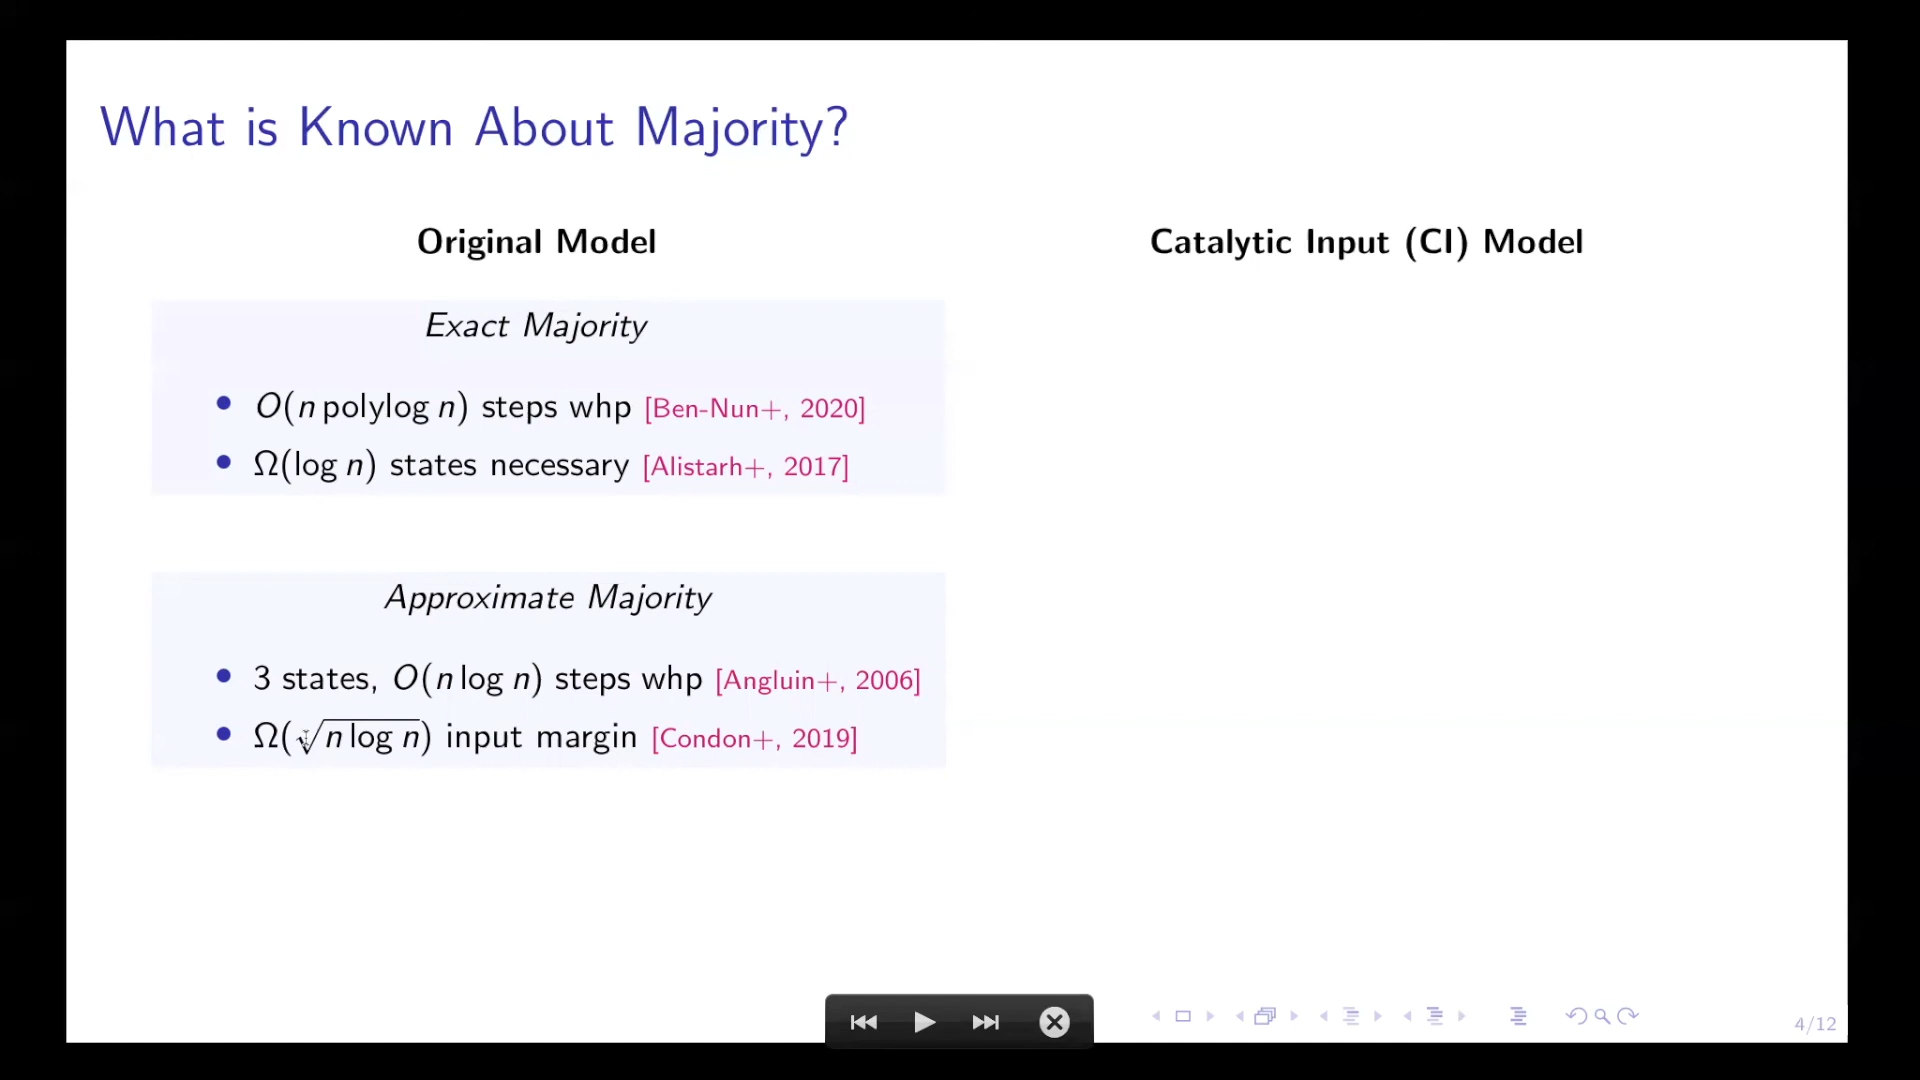 What is Known About Majority?
Original Model
Catalytic Input (CI) Model
Exact Majority
• O(n polylog n) steps whp [Ben-Nun+, 2020]
• Ω(log n) states necessary [Alistarh+, 2017]
Approximate Majority
• 3 states, O(n log n) steps whp [Angluin+, 2006]
• Ω(√(n log n)) input margin [Condon+, 2019]
4/12